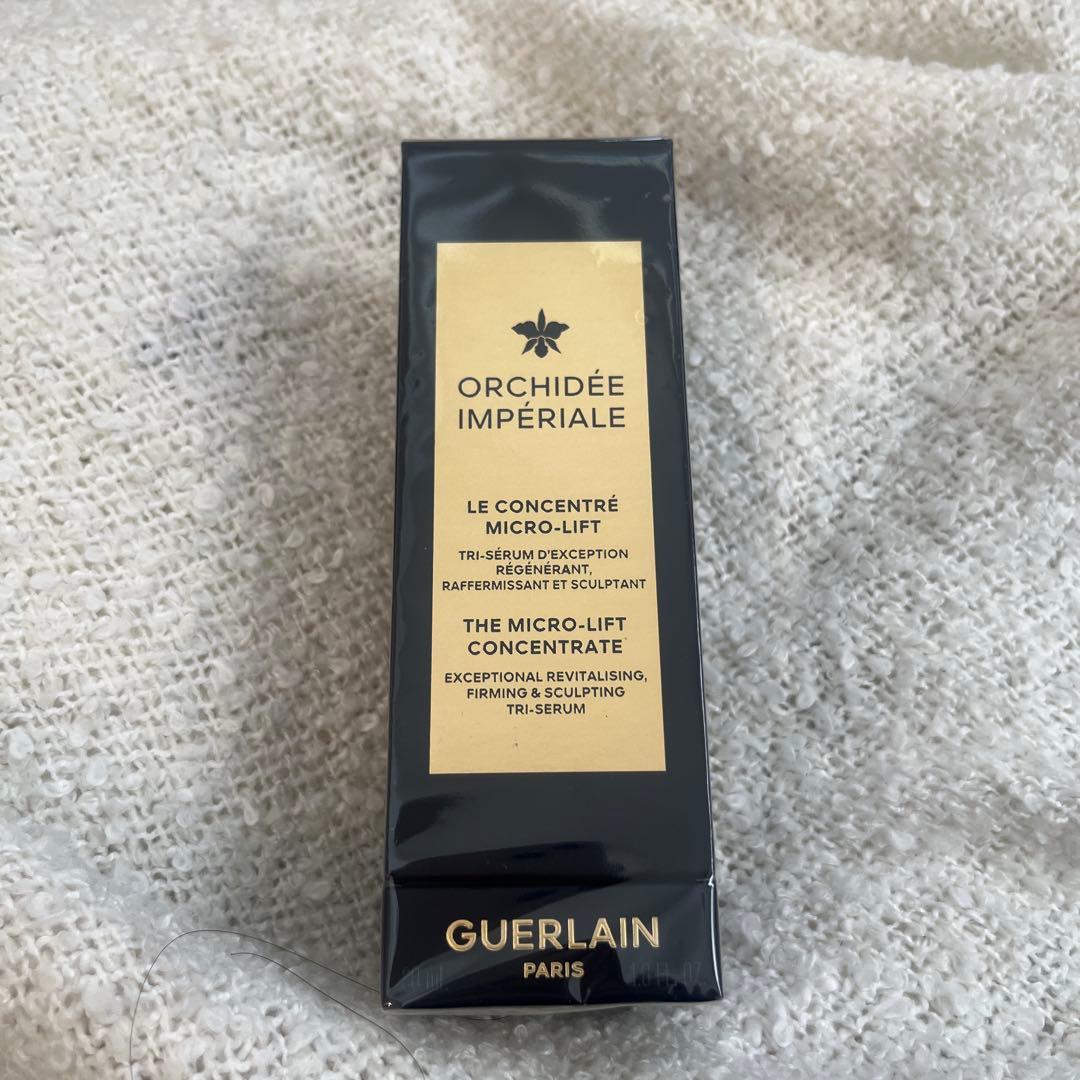 ORCHIDÉE
IMPÉRIALE
LE CONCENTRÉ
MICRO-LIFT
TRI-SÉRUM D'EXCEPTION
RÉGÉNÉRANT,
RAFFERMISSANT ET SCULPTANT
THE MICRO-LIFT
CONCENTRATE
EXCEPTIONAL REVITALISING,
FIRMING & SCULPTING
TRI-SERUM
GUERLAIN
PARIS